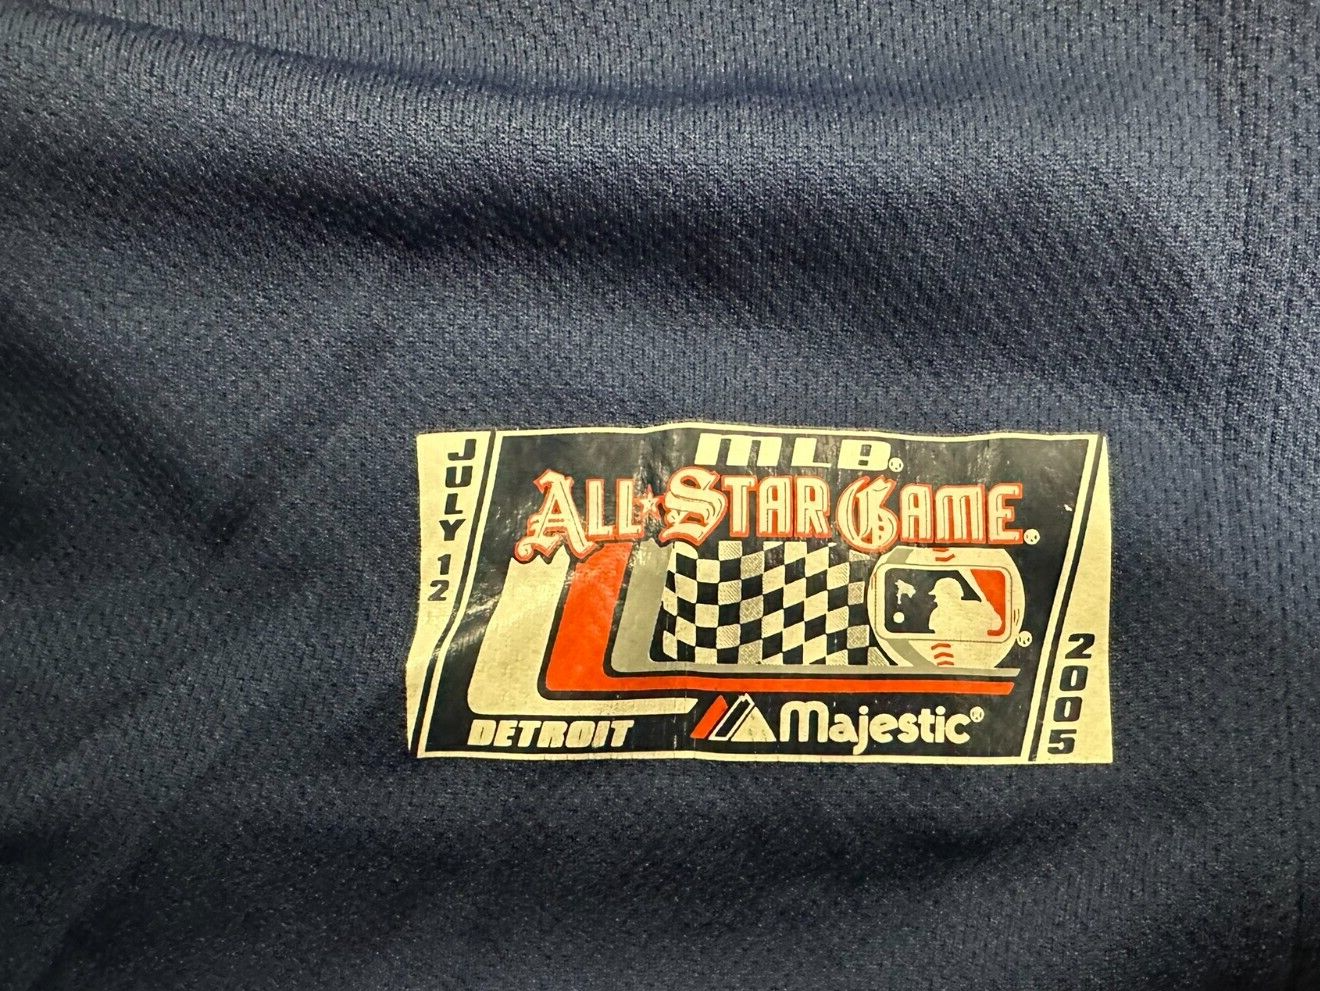 JULY 12
MLB®
ALL★STAR GAME®
®
DETROIT
Majestic®
2005